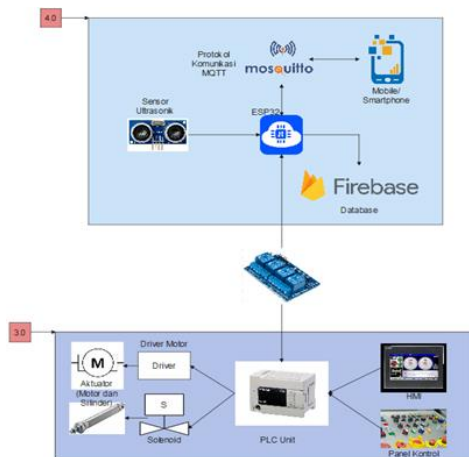 4.0
Protokol
Komunikasi
MQTT
mosquitto
Mobile/
Smartphone
Sensor
Ultrasonik
ESP32
Firebase
Database
3.0
Driver Motor
M
Driver
Aktuator
(Motor dan
Silinder)
S
Solenoid
PLC Unit
HMI
Panel Kontrol